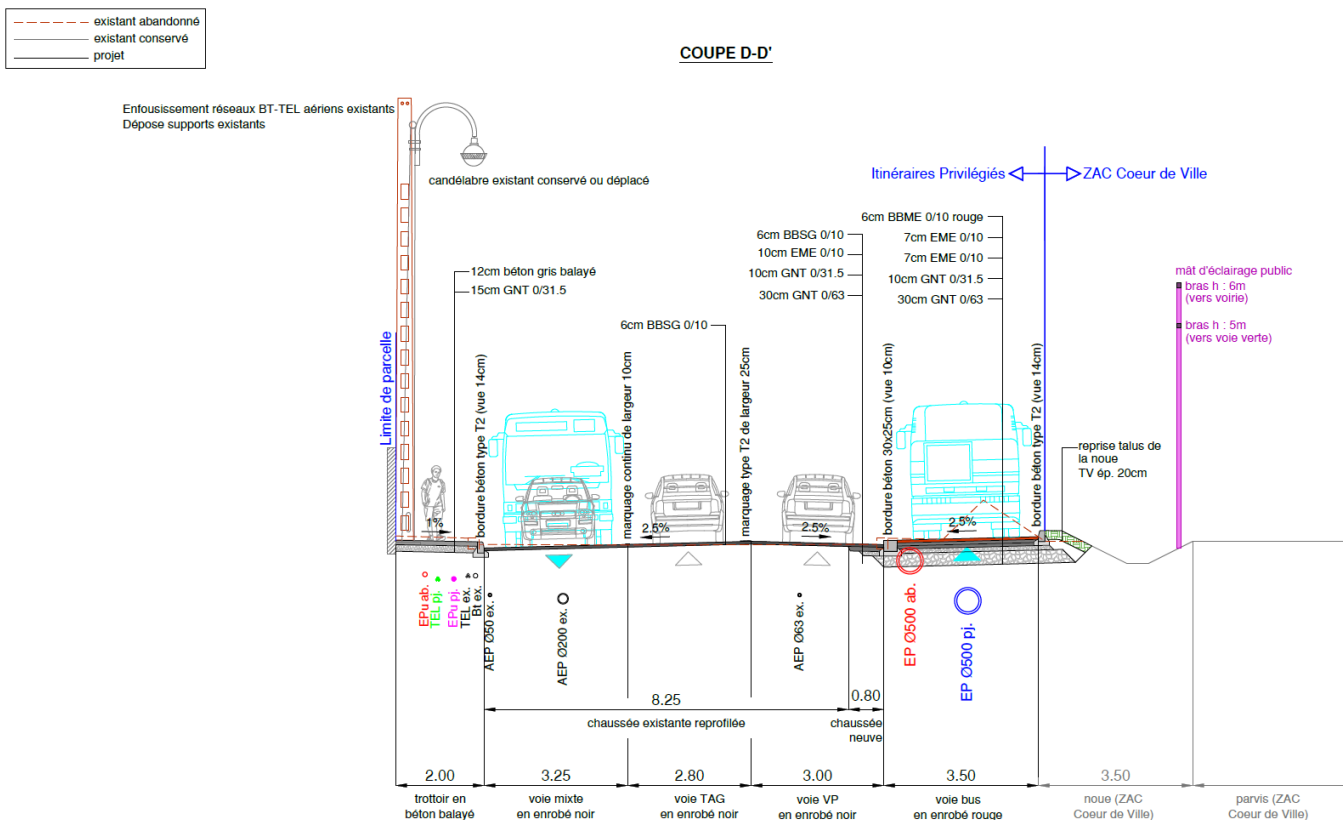 existant abandonné
existant conservé
projet
COUPE D-D'
Enfousissement réseaux BT-TEL aériens existants
Dépose supports existants
candélabre existant conservé ou déplacé
Itinéraires Privilégiés
ZAC Coeur de Ville
6cm BBME 0/10 rouge
7cm EME 0/10
7cm EME 0/10
10cm GNT 0/31.5
30cm GNT 0/63
6cm BBSG 0/10
10cm EME 0/10
10cm GNT 0/31.5
30cm GNT 0/63
12cm béton gris balayé
15cm GNT 0/31.5
6cm BBSG 0/10
mât d'éclairage public
bras h : 6m
(vers voirie)
bras h : 5m
(vers voie verte)
Limite de parcelle
bordure béton type T2 (vue 14cm)
marquage continu de largeur 10cm
marquage type T2 de largeur 25cm
bordure béton 30x25cm (vue 10cm)
bordure béton type T2 (vue 14cm)
reprise talus de
la noue
TV ép. 20cm
1%
2.5%
2.5%
2.5%
EPu ab.
TEL pj.
EPu pj.
TEL ex.
Bt ex.
AEP Ø50 ex.
AEP Ø200 ex.
AEP Ø63 ex.
EP Ø500 ab.
EP Ø500 pj.
8.25
0.80
chaussée existante reprofilée
chaussée
neuve
2.00
3.25
2.80
3.00
3.50
3.50
trottoir en
béton balayé
voie mixte
en enrobé noir
voie TAG
en enrobé noir
voie VP
en enrobé noir
voie bus
en enrobé rouge
noue (ZAC
Coeur de Ville)
parvis (ZAC
Coeur de Ville)